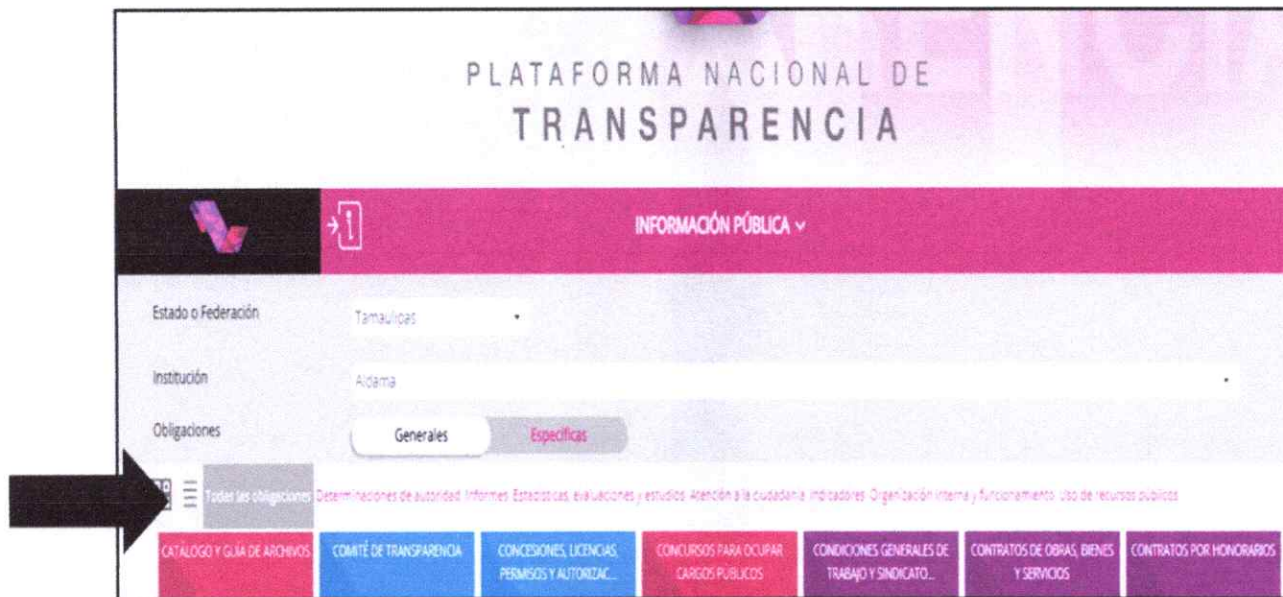 PLATAFORMA NACIONAL DE
TRANSPARENCIA
INFORMACIÓN PÚBLICA
Estado o Federación
Tamaulipas
Institución
Aldama
Obligaciones
Generales
Específicas
Todas las obligaciones Determinaciones de autoridad Informes Estadísticas, evaluaciones y estudios Atención a la ciudadanía Indicadores Organización interna y funcionamiento Uso de recursos públicos
CATÁLOGO Y GUÍA DE ARCHIVOS
COMITÉ DE TRANSPARENCIA
CONCESIONES, LICENCIAS,
PERMISOS Y AUTORIZAC...
CONCURSOS PARA OCUPAR
CARGOS PÚBLICOS
CONDICIONES GENERALES DE
TRABAJO Y SINDICATO...
CONTRATOS DE OBRAS, BIENES
Y SERVICIOS
CONTRATOS POR HONORARIOS